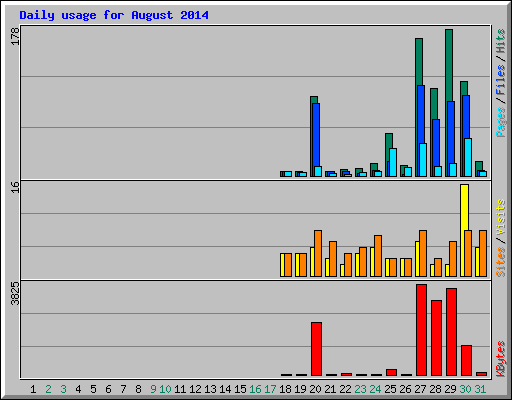 Daily usage for August 2014
178
Pages / Files / Hits
16
Sites / Visits
3825
KBytes
1 2 3 4 5 6 7 8 9 10 11 12 13 14 15 16 17 18 19 20 21 22 23 24 25 26 27 28 29 30 31